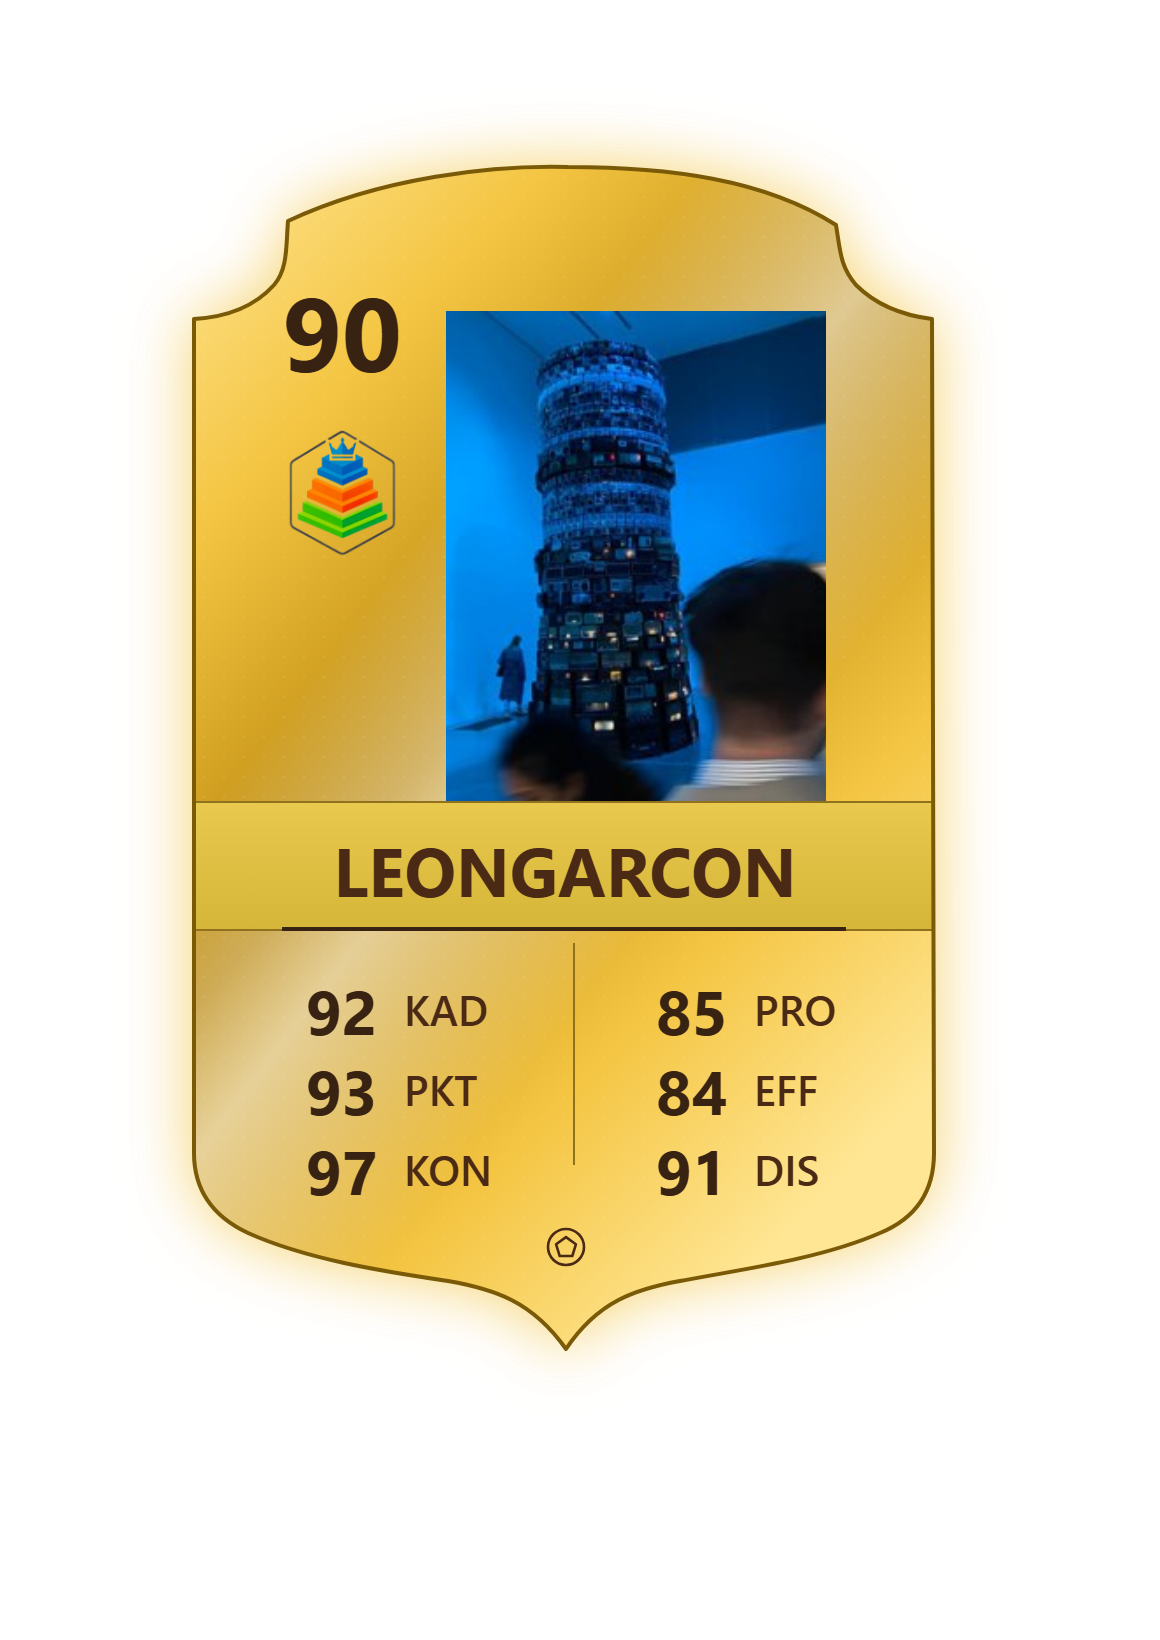 90
LEONGARCON
92 KAD 85 PRO
93 PKT 84 EFF
97 KON 91 DIS